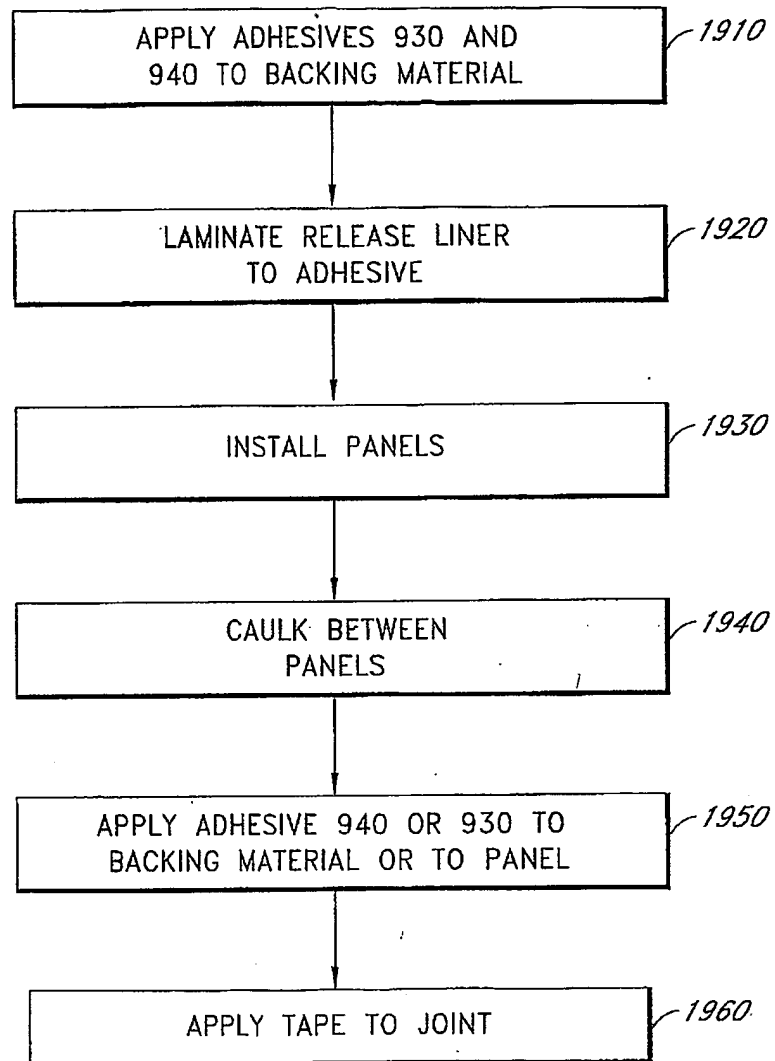 APPLY ADHESIVES 930 AND
940 TO BACKING MATERIAL
1910
LAMINATE RELEASE LINER
TO ADHESIVE
1920
INSTALL PANELS
1930
CAULK BETWEEN
PANELS
1940
APPLY ADHESIVE 940 OR 930 TO
BACKING MATERIAL OR TO PANEL
1950
APPLY TAPE TO JOINT
1960